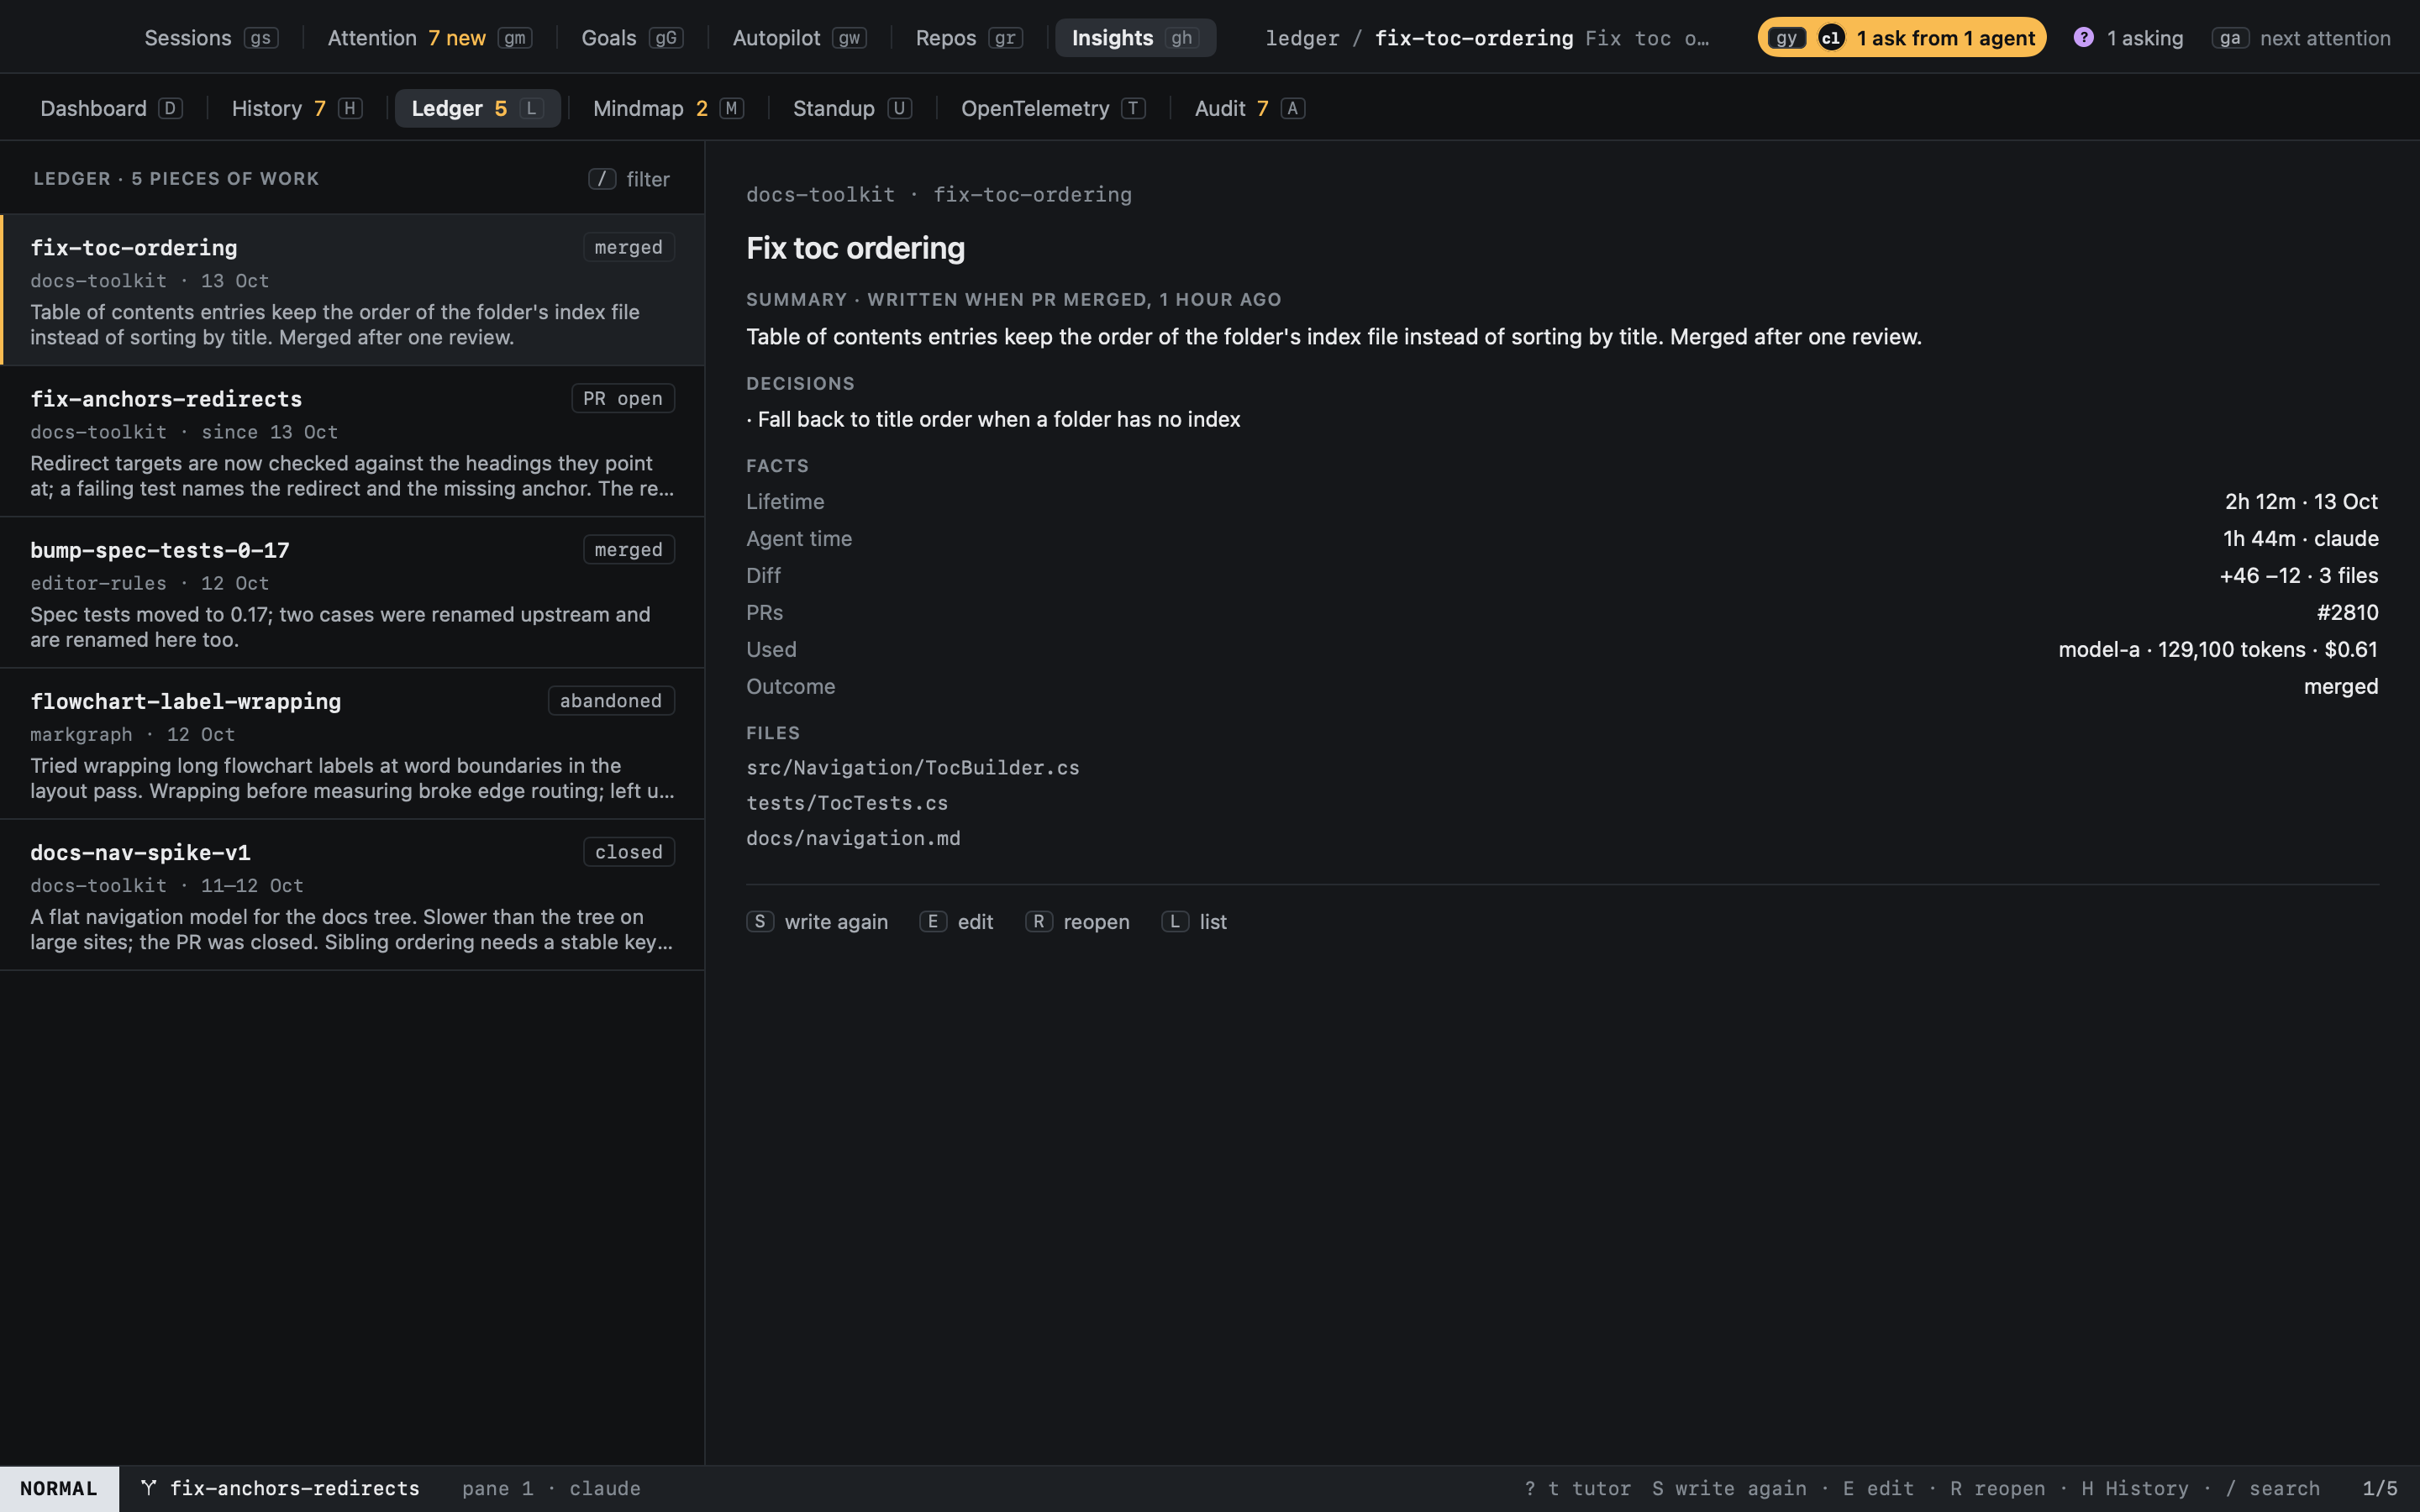 Sessions gs Attention 7 new gm Goals gG Autopilot gw Repos gr Insights gh ledger / fix-toc-ordering Fix toc o… gy cl 1 ask from 1 agent ? 1 asking ga next attention
Dashboard D History 7 H Ledger 5 L Mindmap 2 M Standup U OpenTelemetry T Audit 7 A
LEDGER · 5 PIECES OF WORK / filter
fix-toc-ordering merged
docs-toolkit · 13 Oct
Table of contents entries keep the order of the folder's index file
instead of sorting by title. Merged after one review.
fix-anchors-redirects PR open
docs-toolkit · since 13 Oct
Redirect targets are now checked against the headings they point
at; a failing test names the redirect and the missing anchor. The re…
bump-spec-tests-0-17 merged
editor-rules · 12 Oct
Spec tests moved to 0.17; two cases were renamed upstream and
are renamed here too.
flowchart-label-wrapping abandoned
markgraph · 12 Oct
Tried wrapping long flowchart labels at word boundaries in the
layout pass. Wrapping before measuring broke edge routing; left u…
docs-nav-spike-v1 closed
docs-toolkit · 11–12 Oct
A flat navigation model for the docs tree. Slower than the tree on
large sites; the PR was closed. Sibling ordering needs a stable key…
docs-toolkit · fix-toc-ordering
Fix toc ordering
SUMMARY · WRITTEN WHEN PR MERGED, 1 HOUR AGO
Table of contents entries keep the order of the folder's index file instead of sorting by title. Merged after one review.
DECISIONS
· Fall back to title order when a folder has no index
FACTS
Lifetime 2h 12m · 13 Oct
Agent time 1h 44m · claude
Diff +46 −12 · 3 files
PRs #2810
Used model-a · 129,100 tokens · $0.61
Outcome merged
FILES
src/Navigation/TocBuilder.cs
tests/TocTests.cs
docs/navigation.md
S write again E edit R reopen L list
NORMAL fix-anchors-redirects pane 1 · claude ? t tutor S write again · E edit · R reopen · H History · / search 1/5